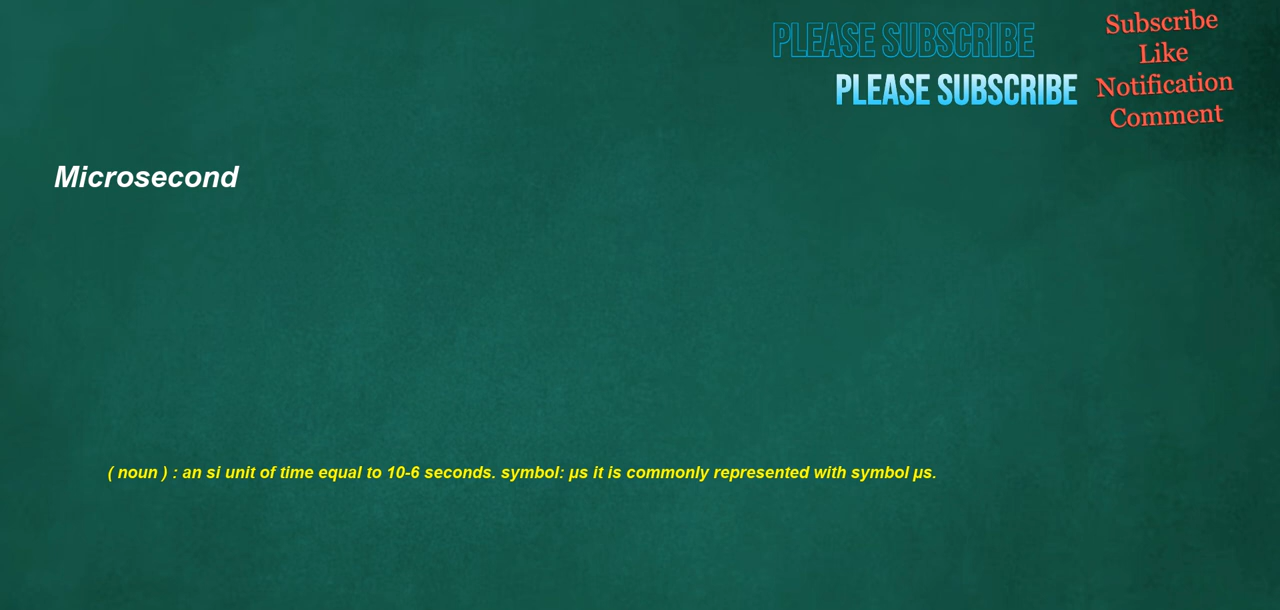 PLEASE SUBSCRIBE
PLEASE SUBSCRIBE
Subscribe
Like
Notification
Comment
Microsecond
( noun ) : an si unit of time equal to 10-6 seconds. symbol: µs it is commonly represented with symbol µs.